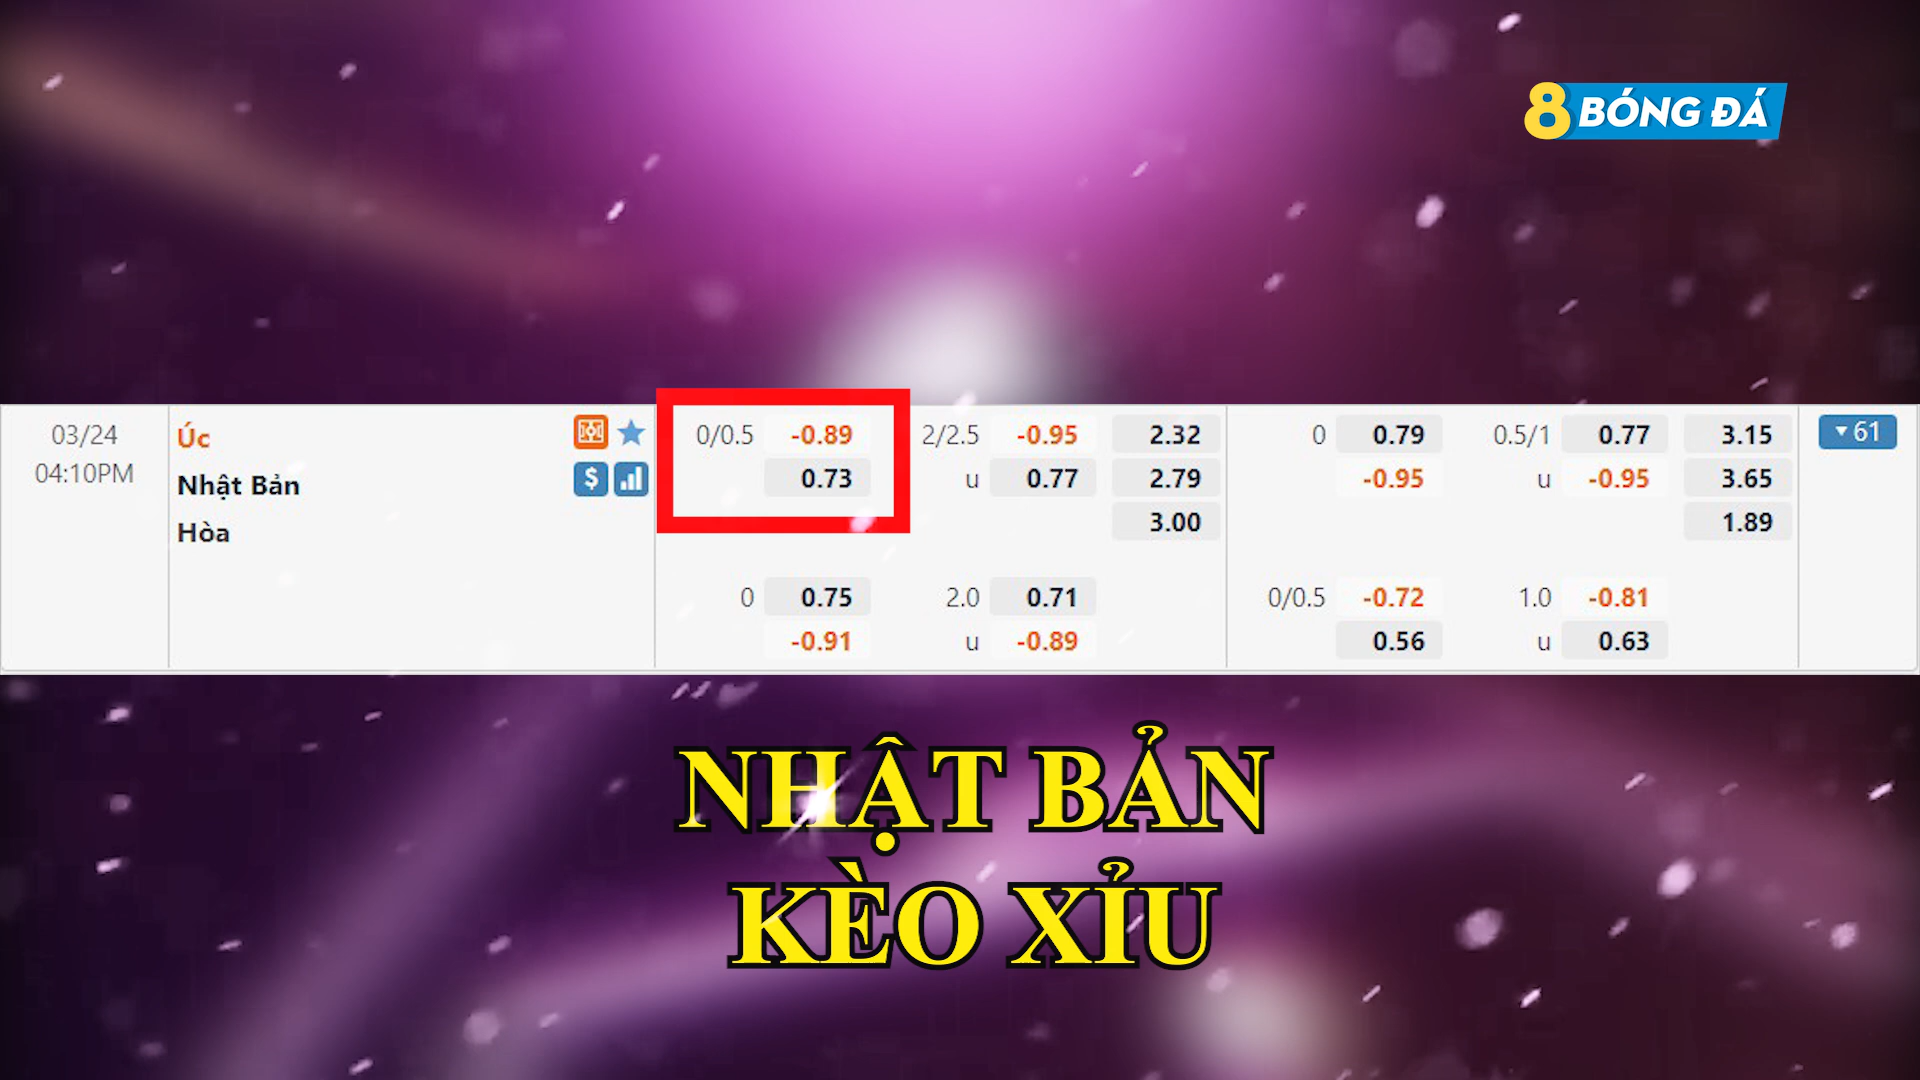 8 BÓNG ĐÁ
03/24 Úc 0/0.5 -0.89 2/2.5 -0.95 2.32 0 0.79 0.5/1 0.77 3.15 61
04:10PM Nhật Bản $ 0.73 u 0.77 2.79 -0.95 u -0.95 3.65
Hòa 3.00 1.89
0 0.75 2.0 0.71 0/0.5 -0.72 1.0 -0.81
-0.91 u -0.89 0.56 u 0.63
NHẬT BẢN
KÈO XỈU